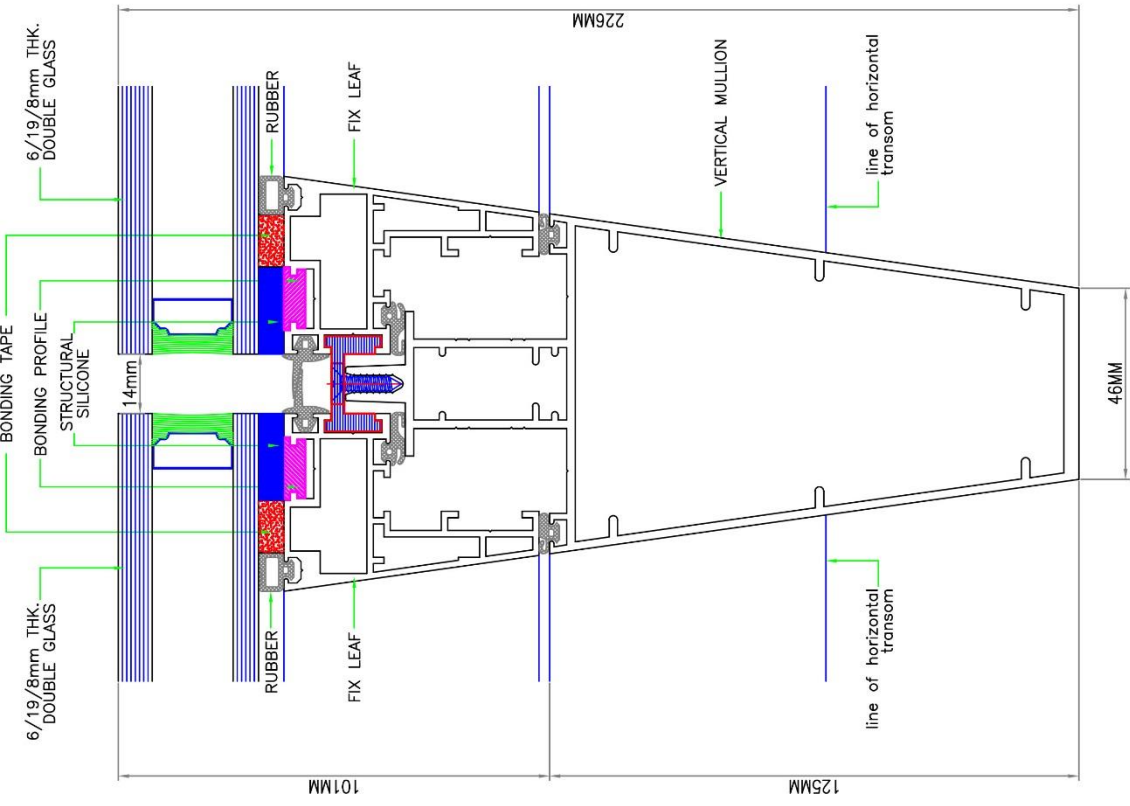 226MM
6/19/8mm THK.
DOUBLE GLASS
RUBBER
FIX LEAF
VERTICAL MULLION
line of horizontal
transom
BONDING TAPE
BONDING PROFILE
STRUCTURAL
SILICONE
14mm
46MM
6/19/8mm THK.
DOUBLE GLASS
RUBBER
FIX LEAF
line of horizontal
transom
101MM
125MM